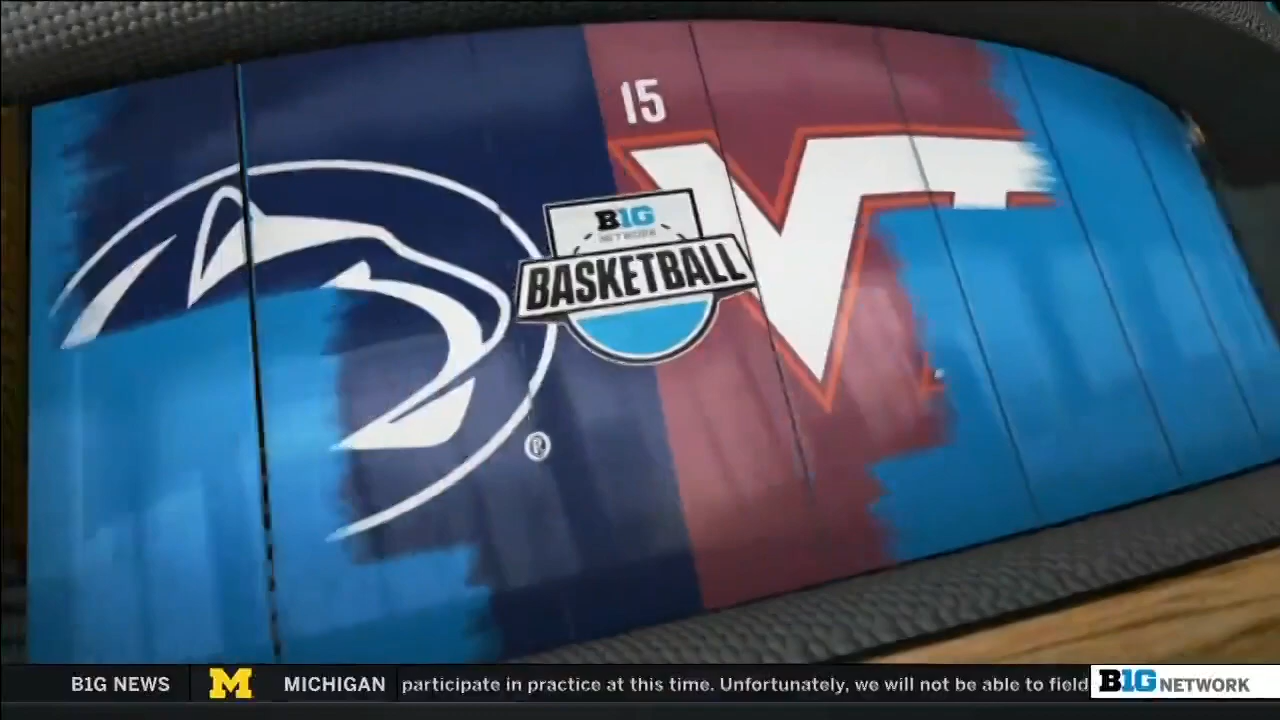 15
B1G
NETWORK
BASKETBALL
®
B1G NEWS
M
MICHIGAN
participate in practice at this time. Unfortunately, we will not be able to field
B1G NETWORK